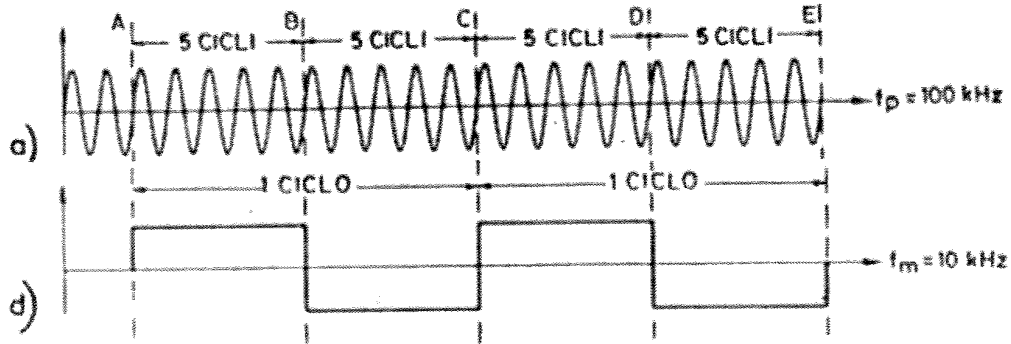 A B C D E
5 CICLI 5 CICLI 5 CICLI 5 CICLI
a) fp = 100 kHz
1 CICLO 1 CICLO
d) fm = 10 kHz